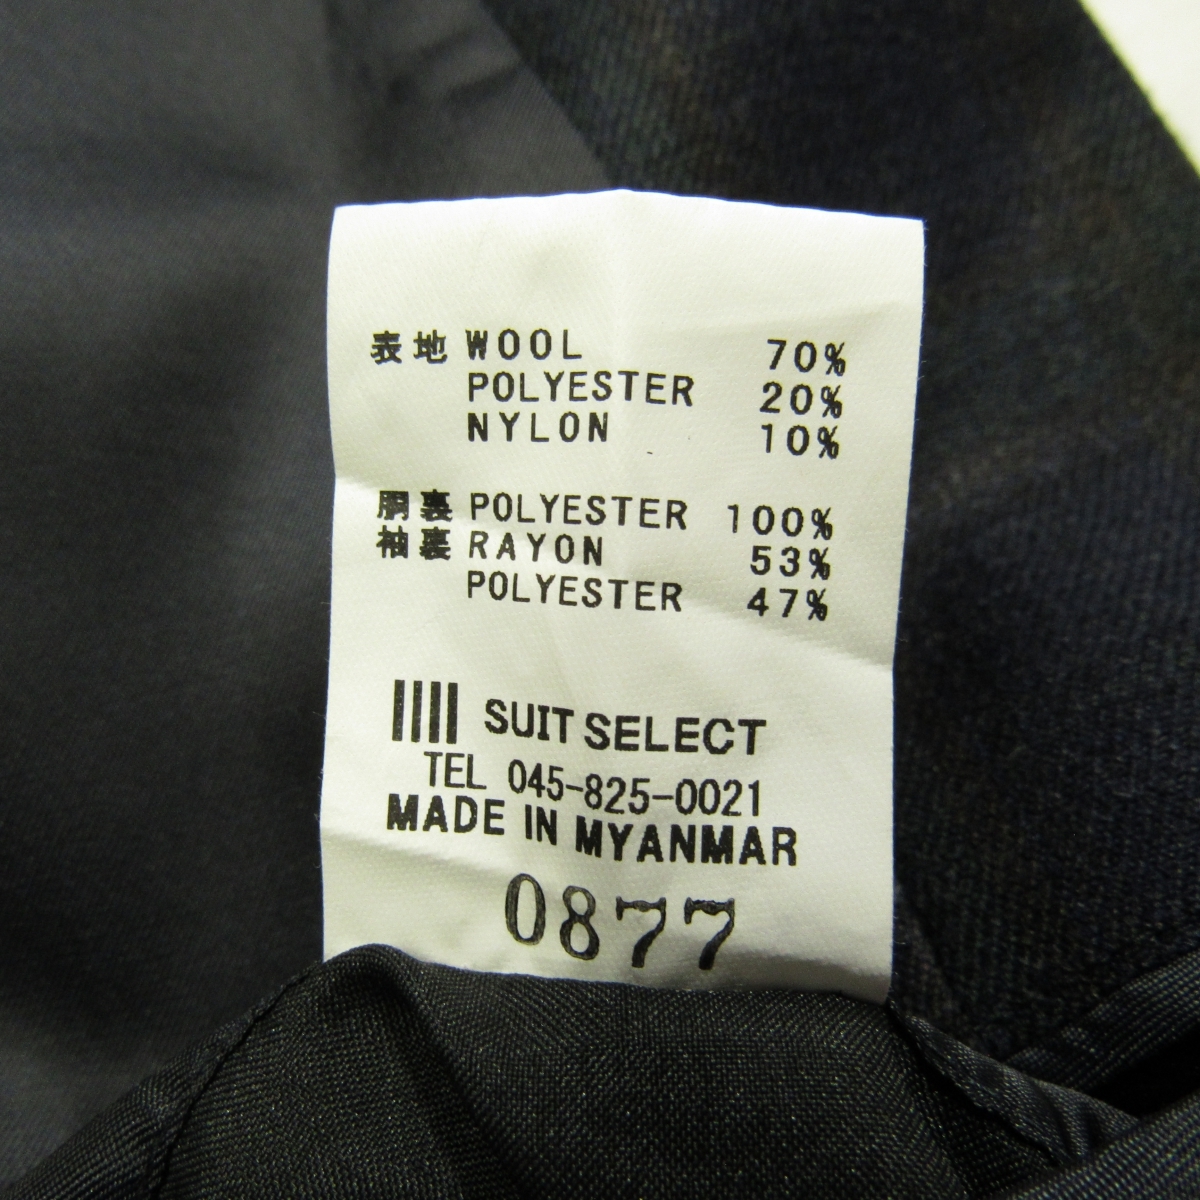 表地 WOOL 70%
POLYESTER 20%
NYLON 10%
胴裏 POLYESTER 100%
袖裏 RAYON 53%
POLYESTER 47%
SUIT SELECT
TEL 045-825-0021
MADE IN MYANMAR
0877